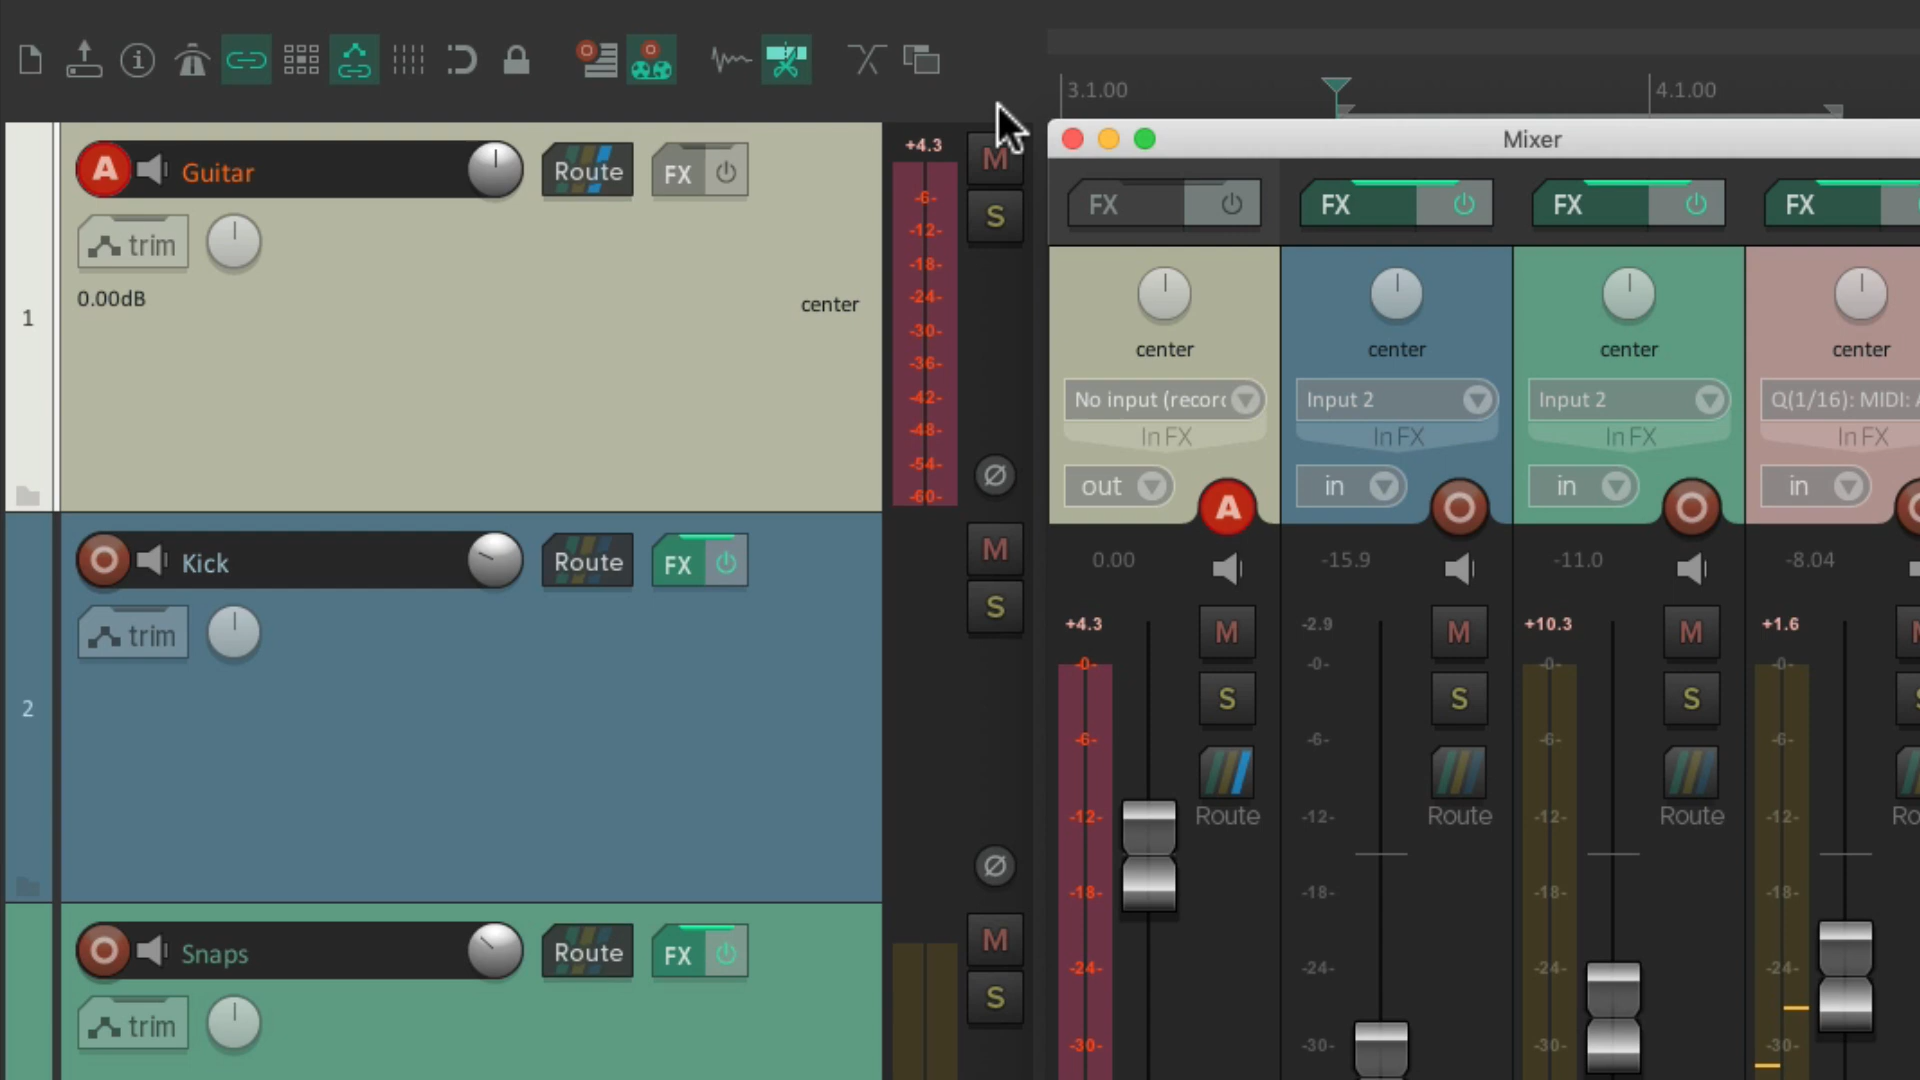 3.1.00
4.1.00
Mixer
A
Guitar
Route
FX
+4.3
M
S
trim
0.00dB
center
1
-6-
-12-
-18-
-24-
-30-
-36-
-42-
-48-
-54-
-60-
Ø
Kick
Route
FX
M
S
trim
2
Ø
Snaps
Route
FX
M
S
trim
FX
FX
FX
FX
center
center
center
center
No input (recor
Input 2
Input 2
Q(1/16): MIDI: A
In FX
In FX
In FX
In FX
out
in
in
in
A
0.00
-15.9
-11.0
-8.04
+4.3
-2.9
+10.3
+1.6
M
M
M
-0-
-0-
-0-
-0-
S
S
S
-6-
-6-
-6-
-6-
Route
Route
Route
Ro
-12-
-12-
-12-
-12-
-18-
-18-
-18-
-18-
-24-
-24-
-24-
-24-
-30-
-30-
-30-
-30-